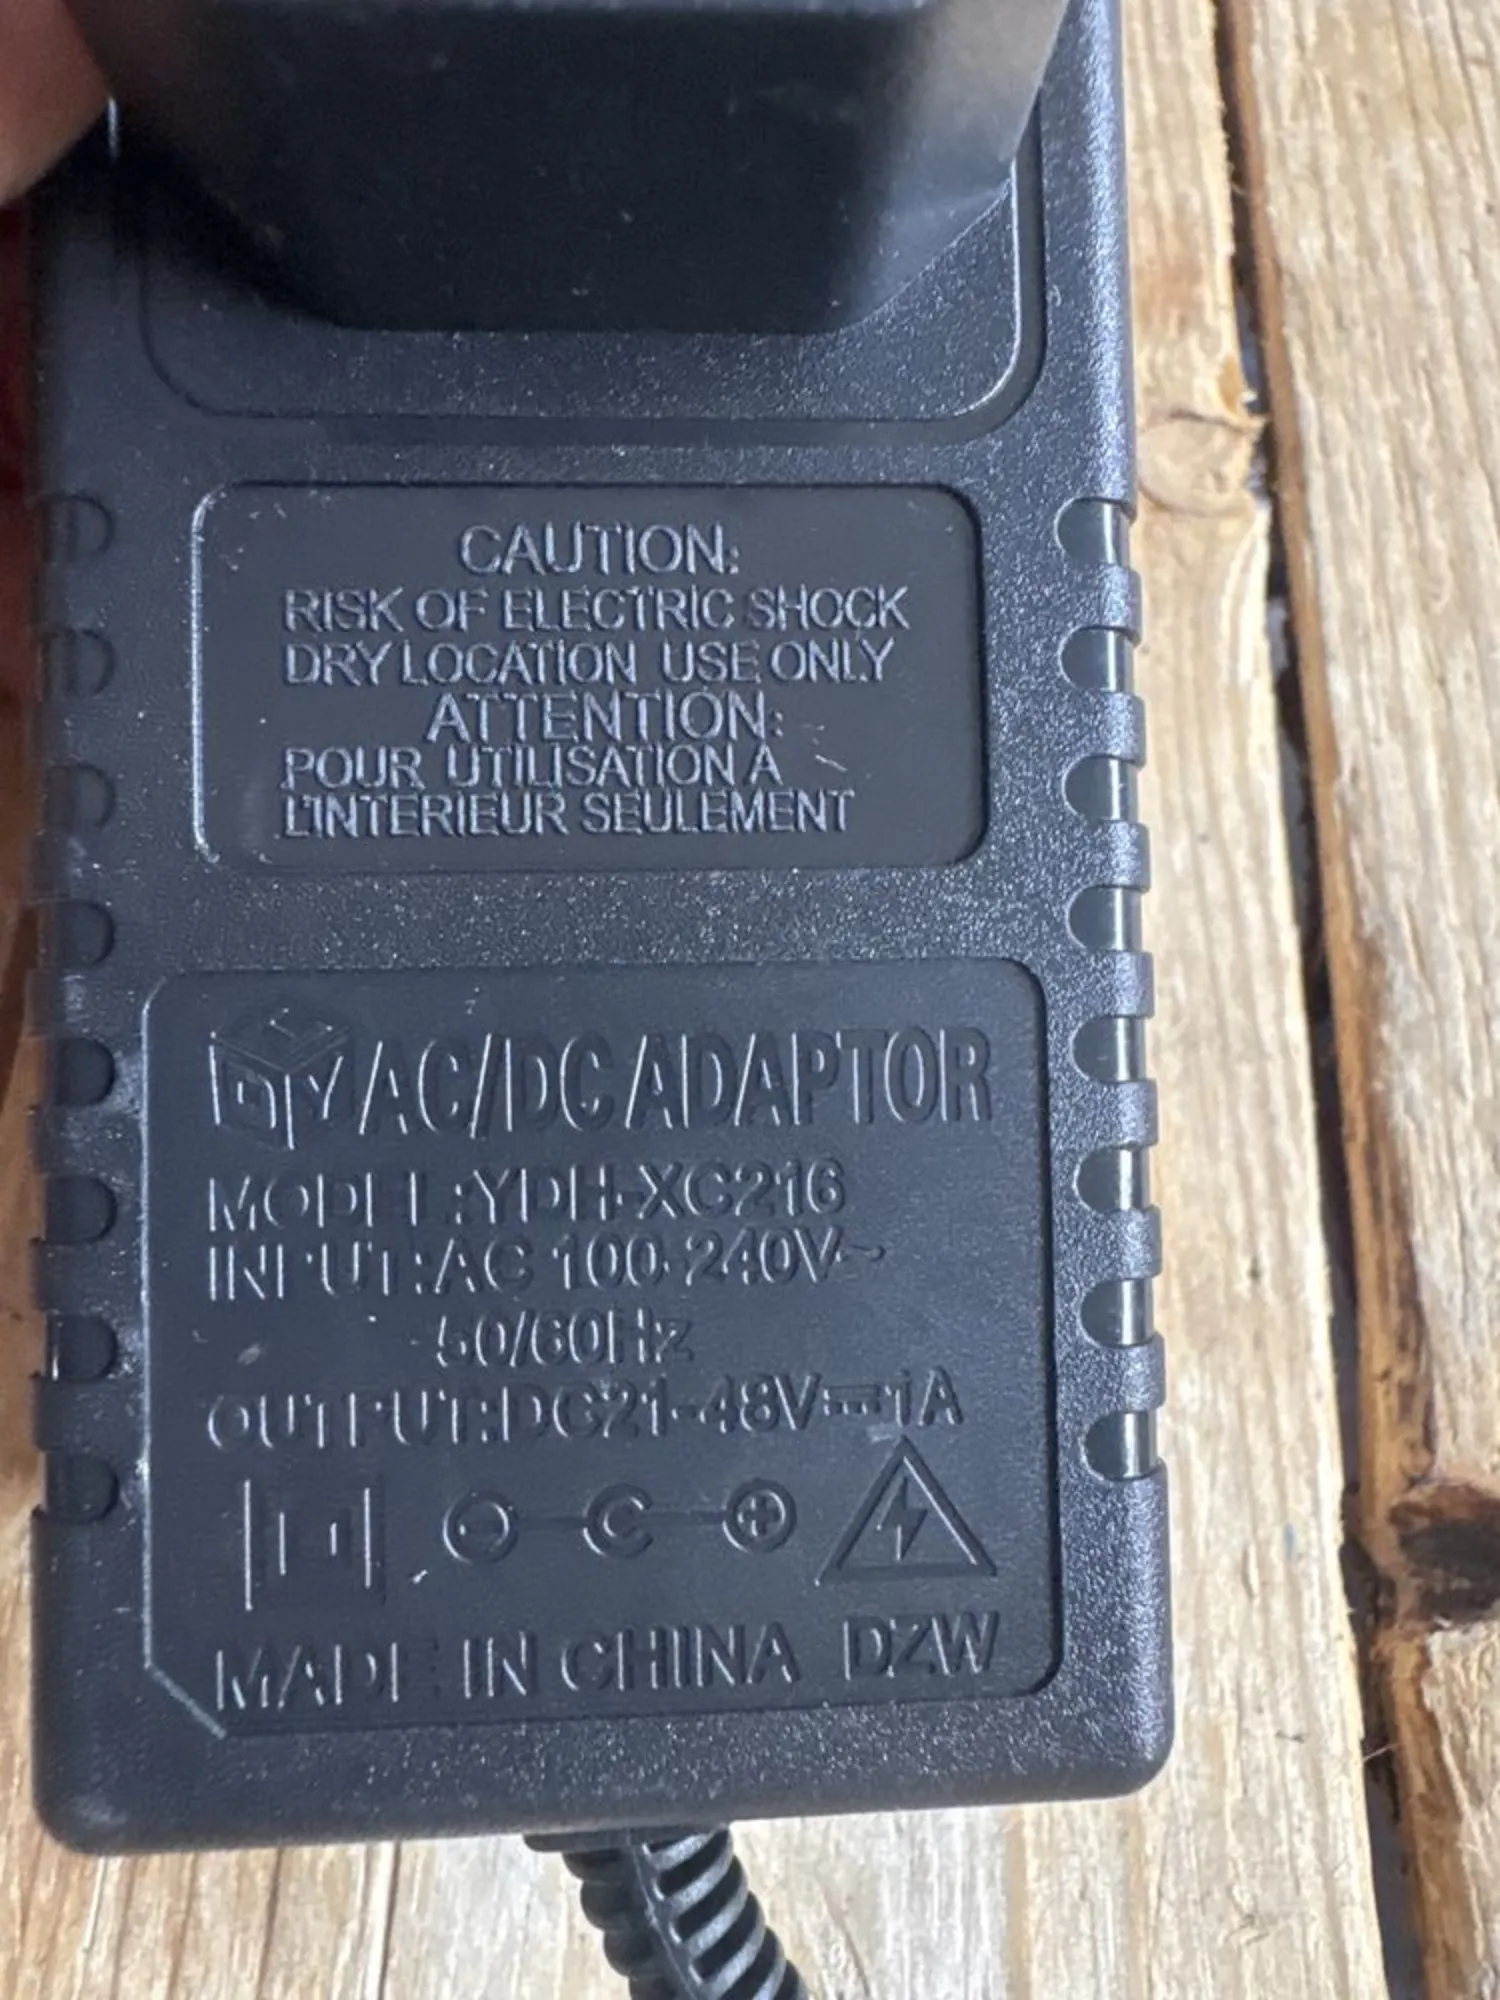 CAUTION:
RISK OF ELECTRIC SHOCK
DRY LOCATION USE ONLY
ATTENTION:
POUR UTILISATION A
L'INTERIEUR SEULEMENT
AC/DC ADAPTOR
MODEL:YDH-XC216
INPUT:AC 100-240V~
50/60Hz
OUTPUT:DC21-48V⎓1A
MADE IN CHINA DZW